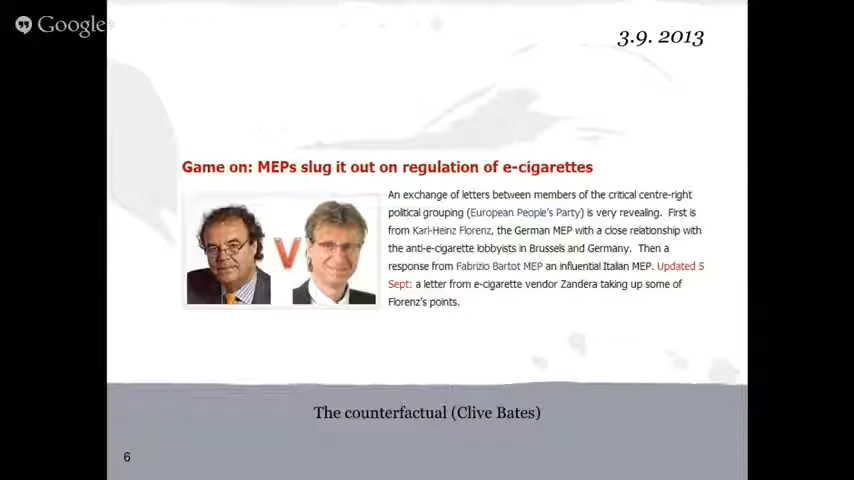 Google
3.9. 2013
Game on: MEPs slug it out on regulation of e-cigarettes
An exchange of letters between members of the critical centre-right
political grouping (European People's Party) is very revealing. First is
from Karl-Heinz Florenz, the German MEP with a close relationship with
the anti-e-cigarette lobbyists in Brussels and Germany. Then a
response from Fabrizio Bartot MEP an influential Italian MEP. Updated 5
Sept: a letter from e-cigarette vendor Zandera taking up some of
Florenz's points.
V
The counterfactual (Clive Bates)
6